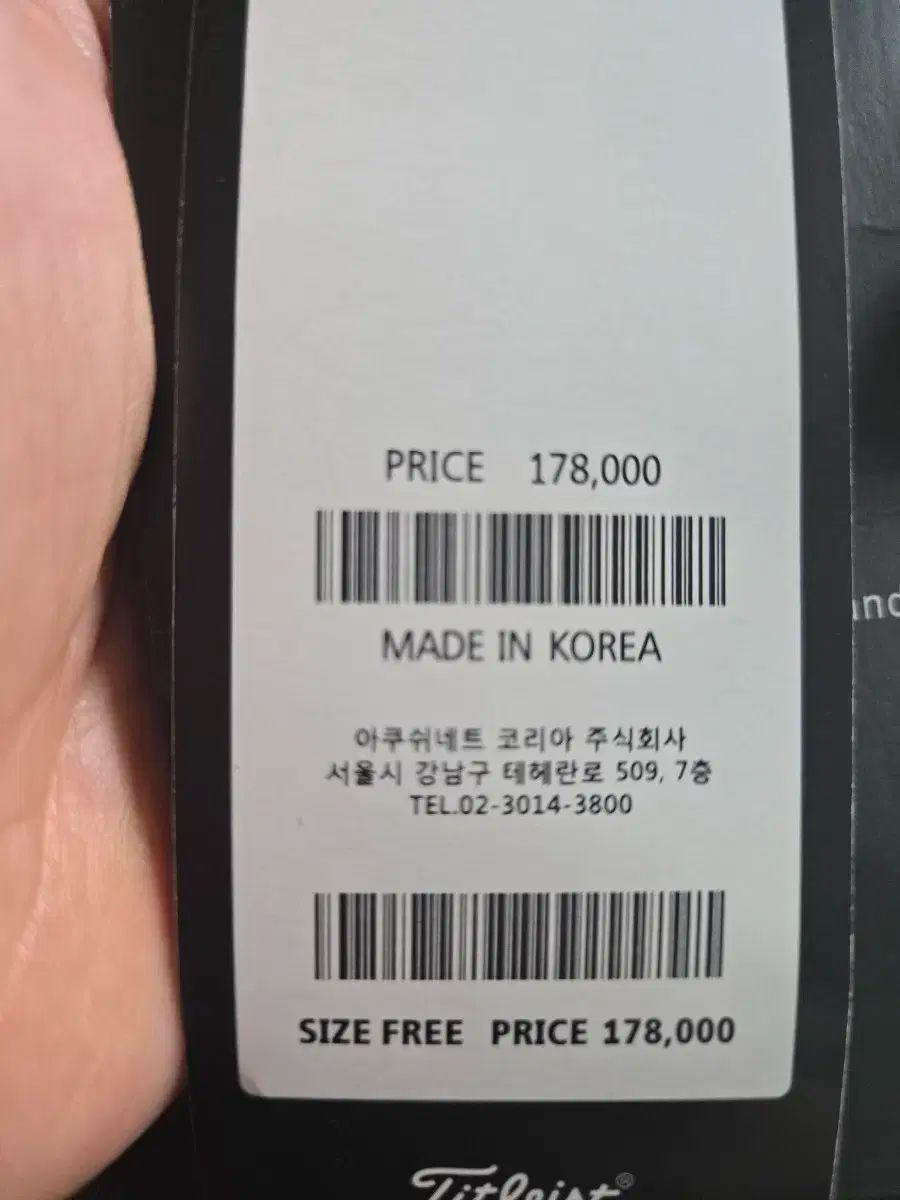 PRICE 178,000
MADE IN KOREA
아쿠쉬네트 코리아 주식회사
서울시 강남구 테헤란로 509, 7층
TEL.02-3014-3800
SIZE FREE PRICE 178,000
Titleist®